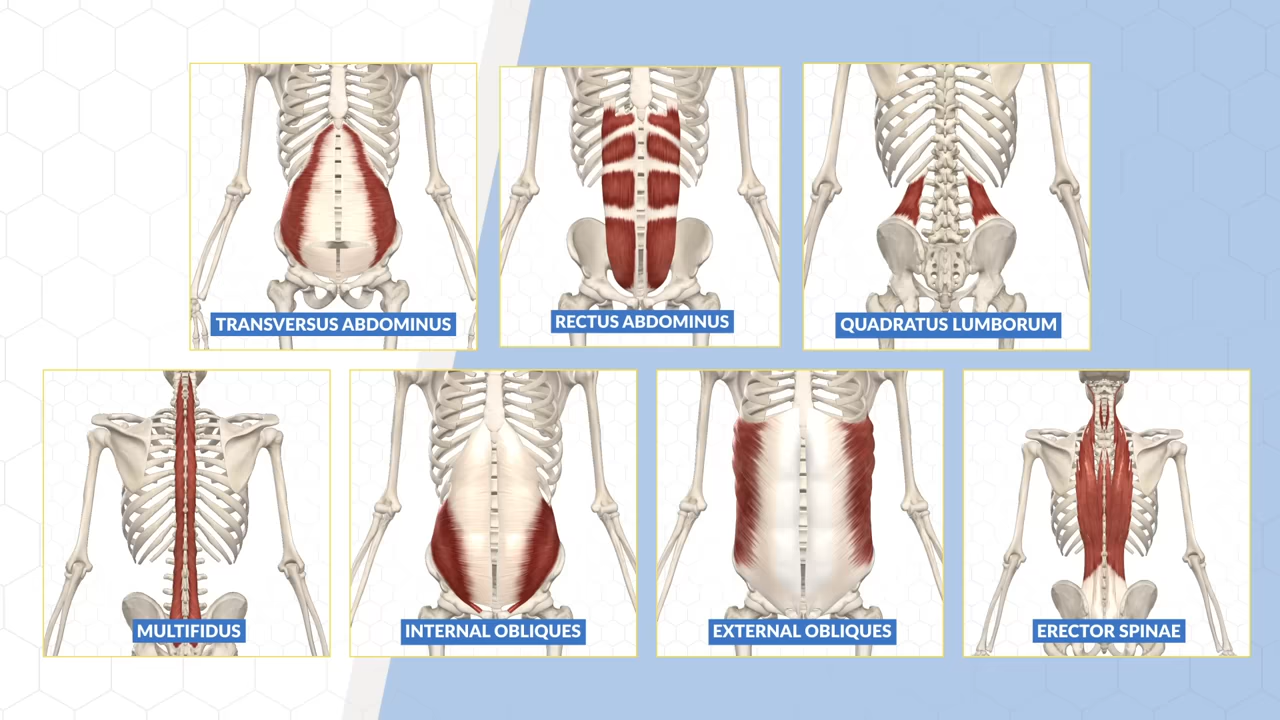 TRANSVERSUS ABDOMINUS
RECTUS ABDOMINUS
QUADRATUS LUMBORUM
MULTIFIDUS
INTERNAL OBLIQUES
EXTERNAL OBLIQUES
ERECTOR SPINAE